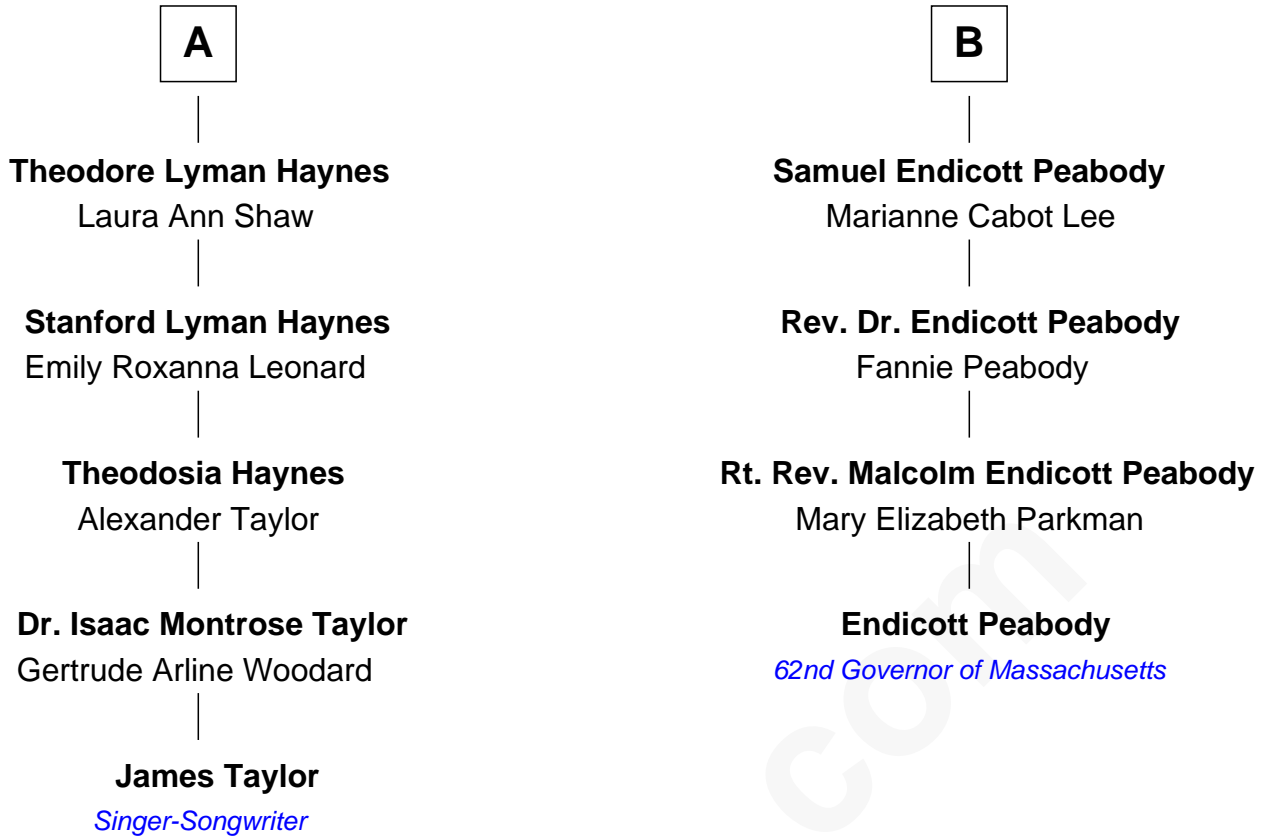 A
Theodore Lyman Haynes
Laura Ann Shaw
Stanford Lyman Haynes
Emily Roxanna Leonard
Theodosia Haynes
Alexander Taylor
Dr. Isaac Montrose Taylor
Gertrude Arline Woodard
James Taylor
Singer-Songwriter
B
Samuel Endicott Peabody
Marianne Cabot Lee
Rev. Dr. Endicott Peabody
Fannie Peabody
Rt. Rev. Malcolm Endicott Peabody
Mary Elizabeth Parkman
Endicott Peabody
62nd Governor of Massachusetts
com